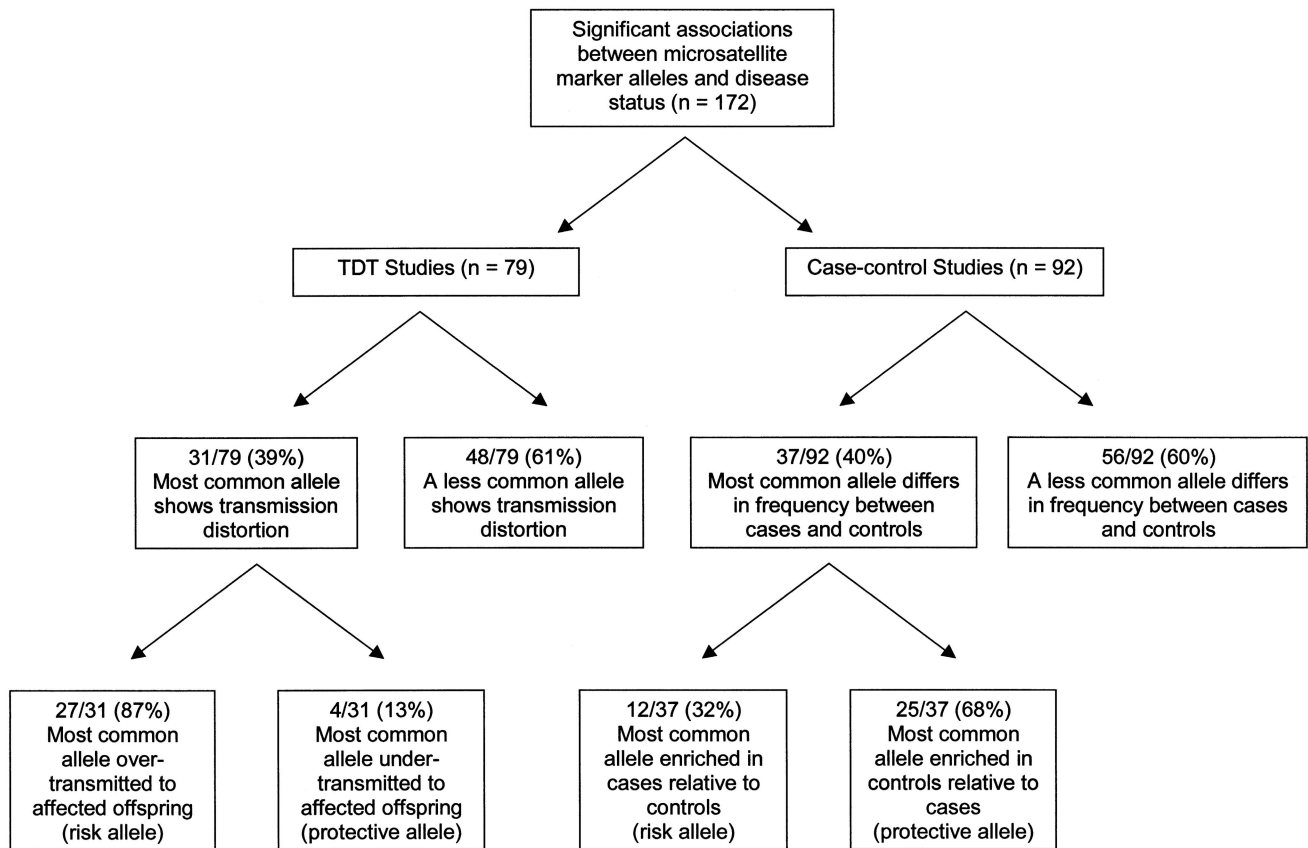 Significant associations
between microsatellite
marker alleles and disease
status (n = 172)
TDT Studies (n = 79)
Case-control Studies (n = 92)
31/79 (39%)
Most common allele
shows transmission
distortion
48/79 (61%)
A less common allele
shows transmission
distortion
37/92 (40%)
Most common allele differs
in frequency between
cases and controls
56/92 (60%)
A less common allele differs
in frequency between cases
and controls
27/31 (87%)
Most common
allele over-
transmitted to
affected offspring
(risk allele)
4/31 (13%)
Most common
allele under-
transmitted to
affected offspring
(protective allele)
12/37 (32%)
Most common
allele enriched in
cases relative to
controls
(risk allele)
25/37 (68%)
Most common
allele enriched in
controls relative to
cases
(protective allele)